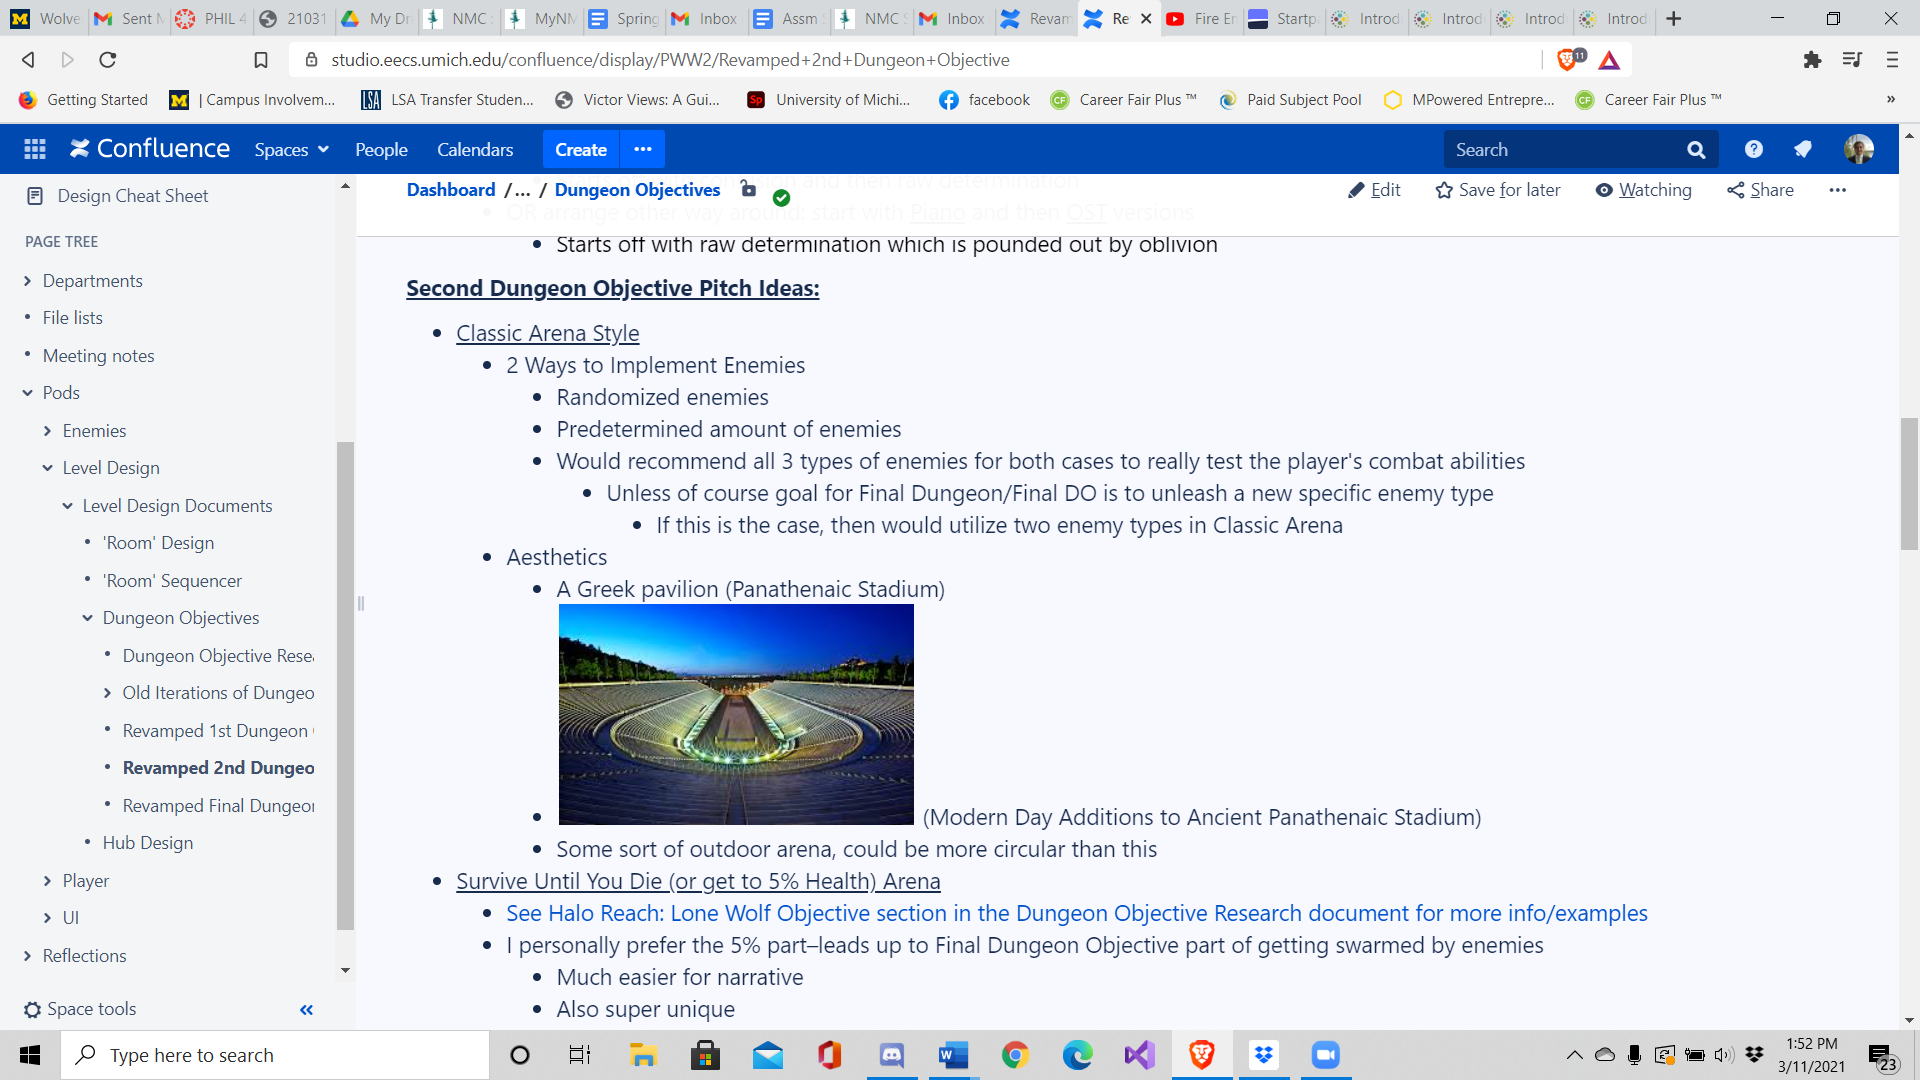 Wolve
Sent M
PHIL 4
21031
My Dr
NMC
MyNM
Spring
Inbox
Assm
NMC
Inbox
Revam
Re
Fire Em
Startp
Introd
Introd
Introd
Introd
studio.eecs.umich.edu/confluence/display/PWW2/Revamped+2nd+Dungeon+Objective
11
Getting Started
| Campus Involvem...
LSA Transfer Studen...
Victor Views: A Gui...
University of Michi...
facebook
Career Fair Plus ™
Paid Subject Pool
MPowered Entrepre...
Career Fair Plus ™
»
Confluence
Spaces
People
Calendars
Create
Search
Design Cheat Sheet
Dashboard /... / Dungeon Objectives
Edit
Save for later
Watching
Share
and then raw determination
OR arrange other way around: start with Piano and then OST versions
PAGE TREE
Departments
File lists
Meeting notes
Pods
Enemies
Level Design
Level Design Documents
'Room' Design
'Room' Sequencer
Dungeon Objectives
Dungeon Objective Rese
Old Iterations of Dungeo
Revamped 1st Dungeon
Revamped 2nd Dungeo
Revamped Final Dungeon
Hub Design
Player
UI
Reflections
Space tools
«
• Starts off with raw determination which is pounded out by oblivion
Second Dungeon Objective Pitch Ideas:
• Classic Arena Style
• 2 Ways to Implement Enemies
• Randomized enemies
• Predetermined amount of enemies
• Would recommend all 3 types of enemies for both cases to really test the player's combat abilities
• Unless of course goal for Final Dungeon/Final DO is to unleash a new specific enemy type
• If this is the case, then would utilize two enemy types in Classic Arena
• Aesthetics
• A Greek pavilion (Panathenaic Stadium)
• (Modern Day Additions to Ancient Panathenaic Stadium)
• Some sort of outdoor arena, could be more circular than this
• Survive Until You Die (or get to 5% Health) Arena
• See Halo Reach: Lone Wolf Objective section in the Dungeon Objective Research document for more info/examples
• I personally prefer the 5% part–leads up to Final Dungeon Objective part of getting swarmed by enemies
• Much easier for narrative
• Also super unique
Type here to search
1:52 PM
3/11/2021
23